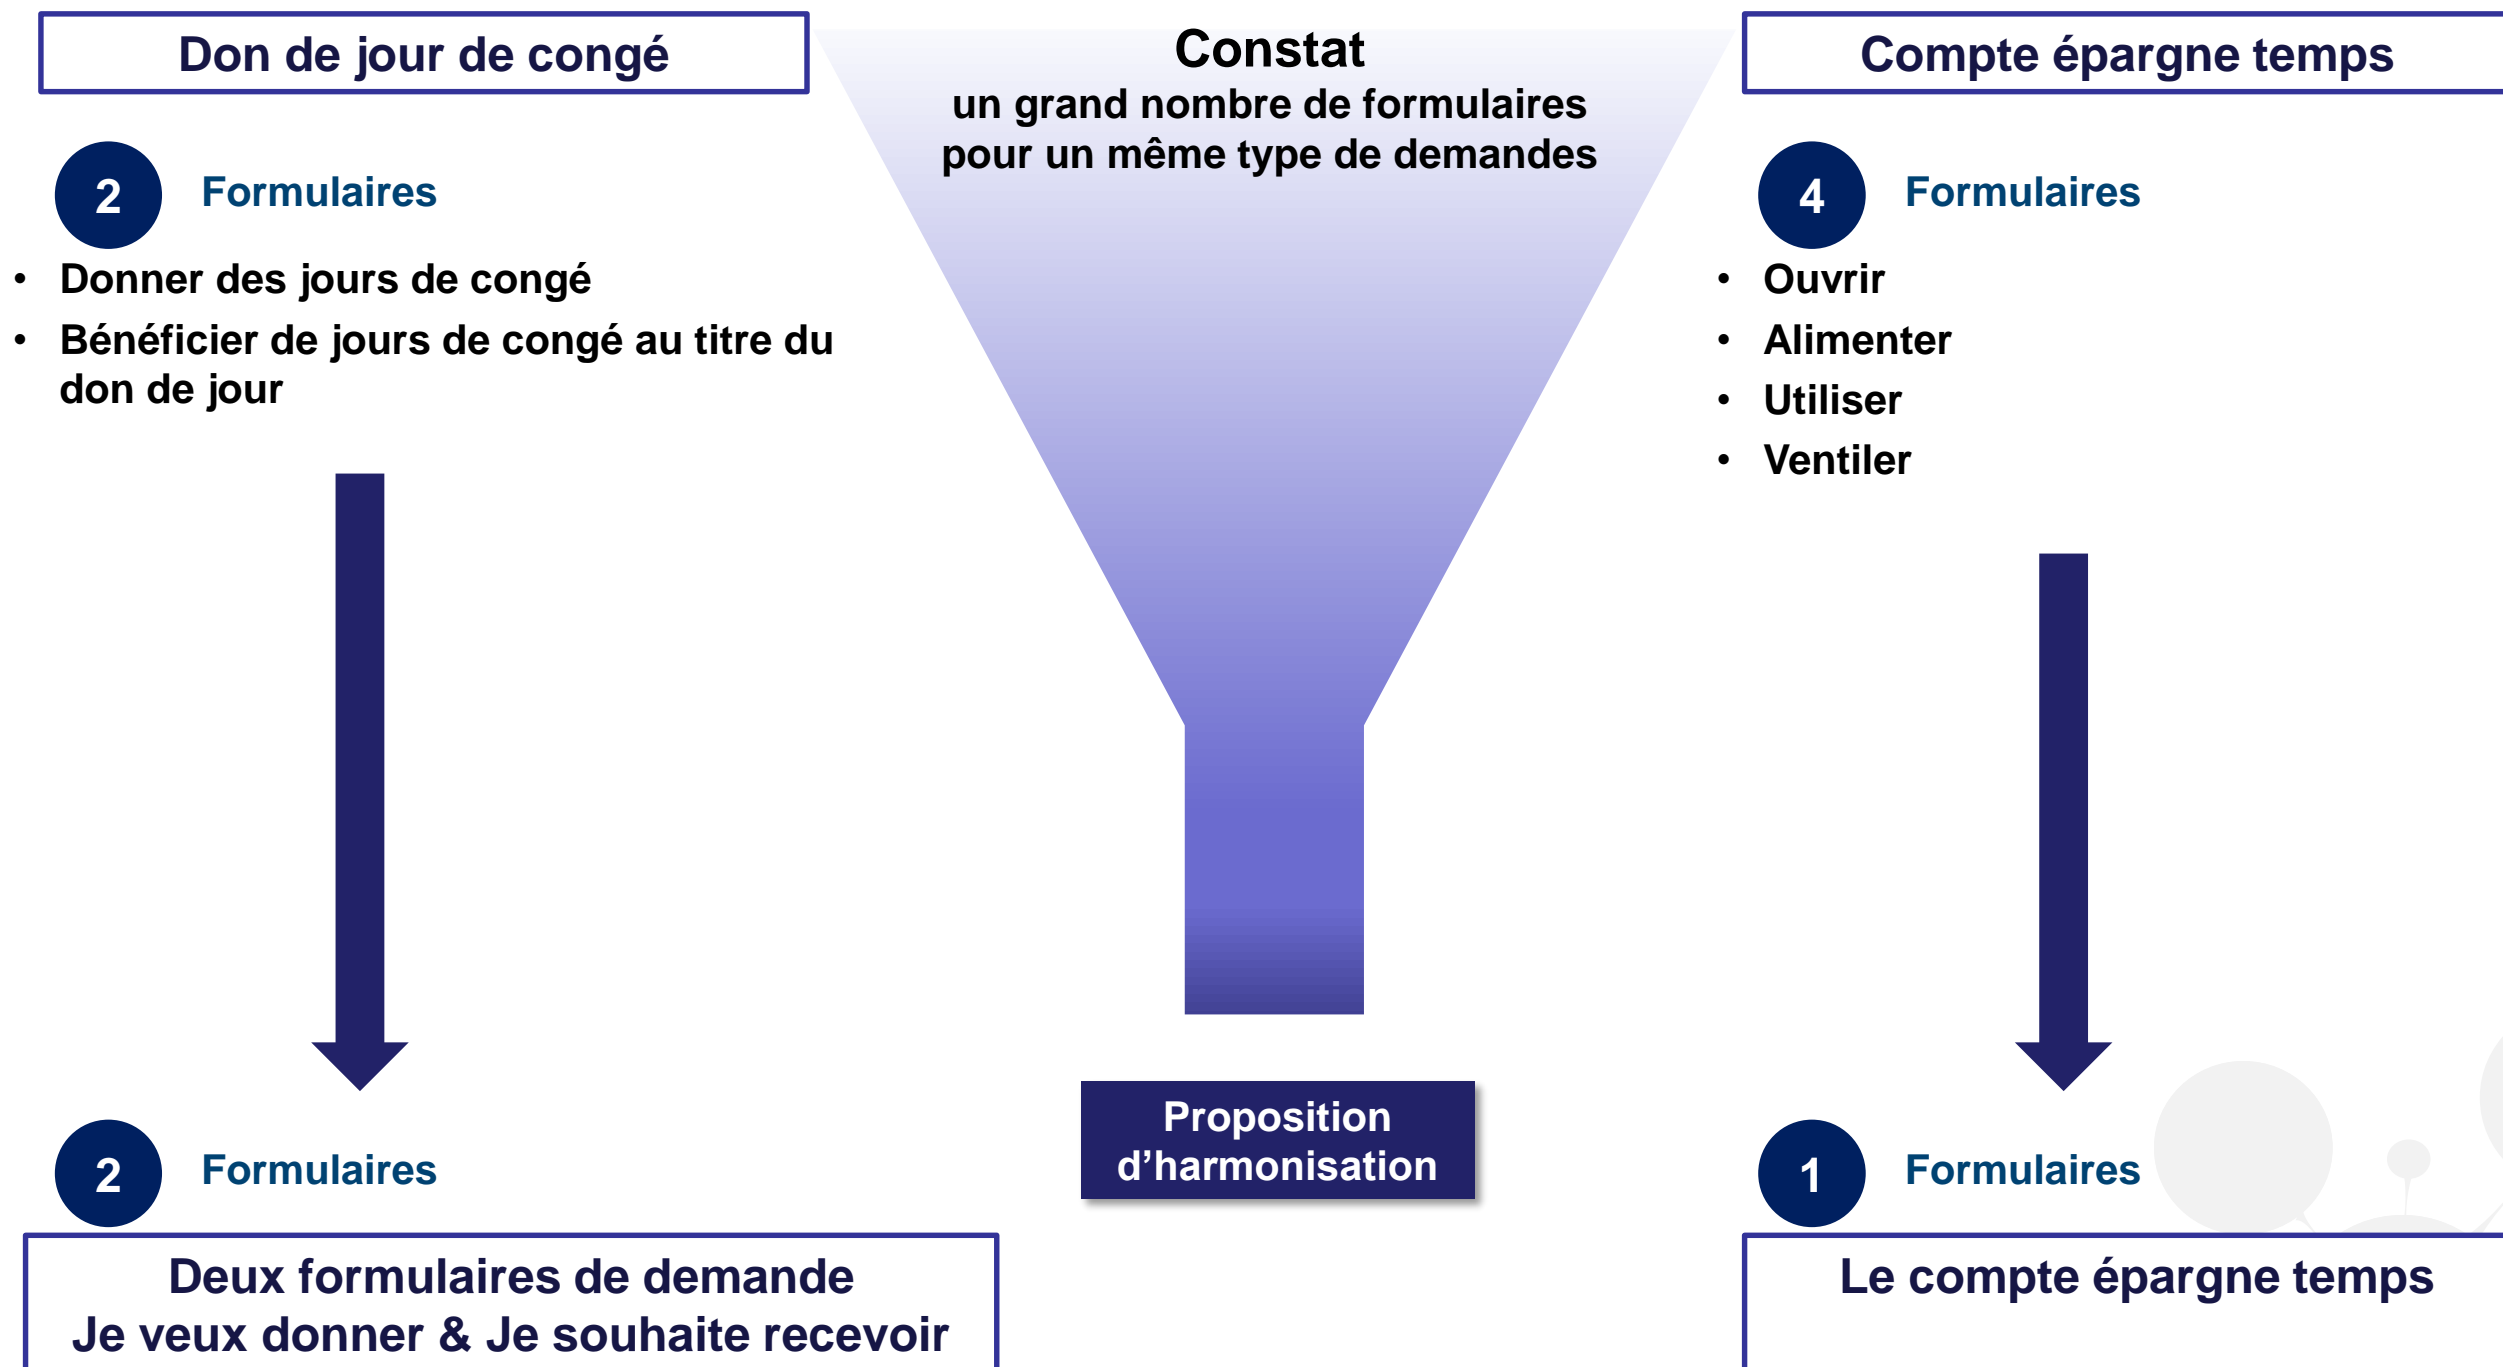 Don de jour de congé
2
Formulaires
• Donner des jours de congé
• Bénéficier de jours de congé au titre du
don de jour
Constat
un grand nombre de formulaires
pour un même type de demandes
Compte épargne temps
4
Formulaires
• Ouvrir
• Alimenter
• Utiliser
• Ventiler
2
Formulaires
Deux formulaires de demande
Je veux donner & Je souhaite recevoir
Proposition
d’harmonisation
1
Formulaires
Le compte épargne temps